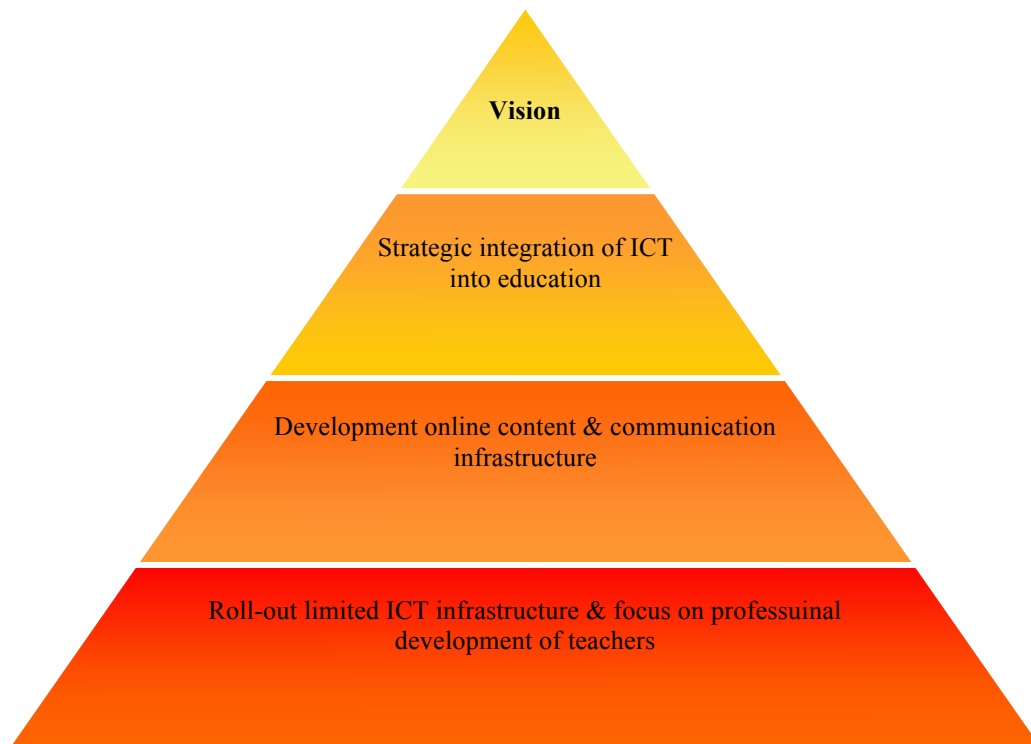 Vision
Strategic integration of ICT
into education
Development online content & communication
infrastructure
Roll-out limited ICT infrastructure & focus on professuinal
development of teachers